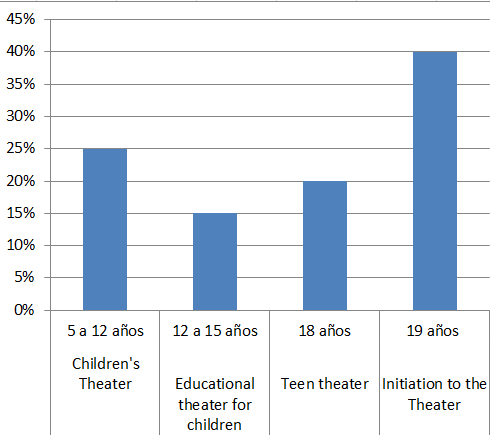 45%
40%
35%
30%
25%
20%
15%
10%
5%
0%
5 a 12 años
12 a 15 años
18 años
19 años
Children's
Theater
Educational
theater for
children
Teen theater
Initiation to the
Theater